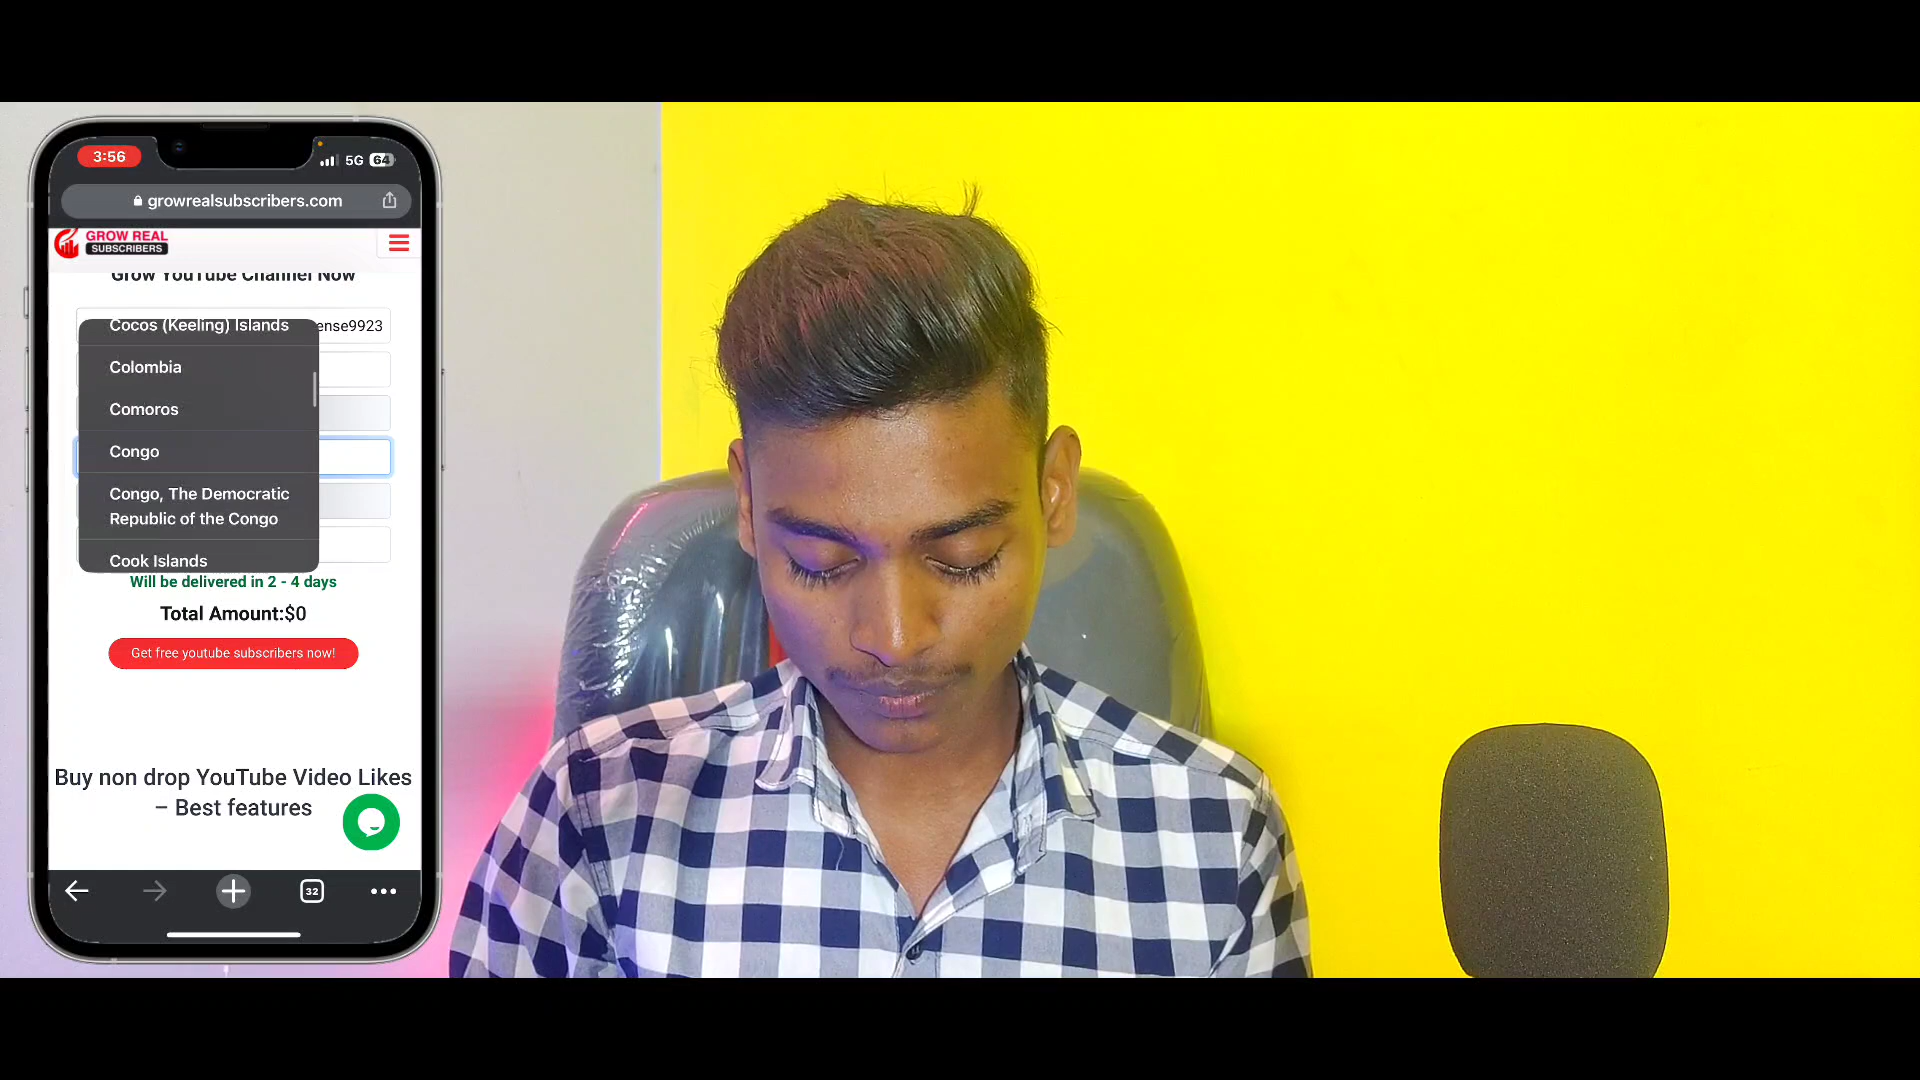 3:56
5G 64
growrealsubscribers.com
GROW REAL
SUBSCRIBERS
Grow YouTube Channel Now
ense9923
Cocos (Keeling) Islands
Colombia
Comoros
Congo
Congo, The Democratic
Republic of the Congo
Cook Islands
Will be delivered in 2 - 4 days
Total Amount:$0
Get free youtube subscribers now!
Buy non drop YouTube Video Likes
– Best features
32